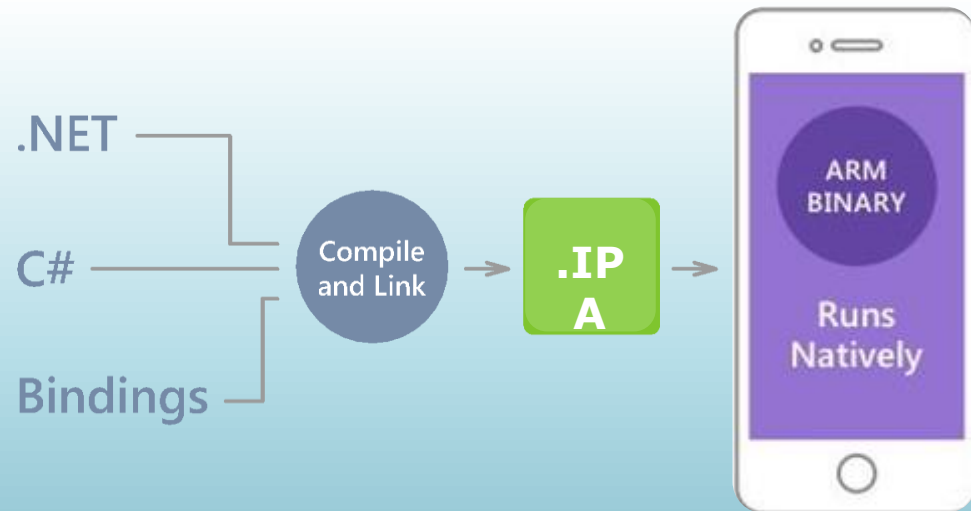 .NET
C#
Bindings
Compile
and Link
.IP
A
ARM
BINARY
Runs
Natively